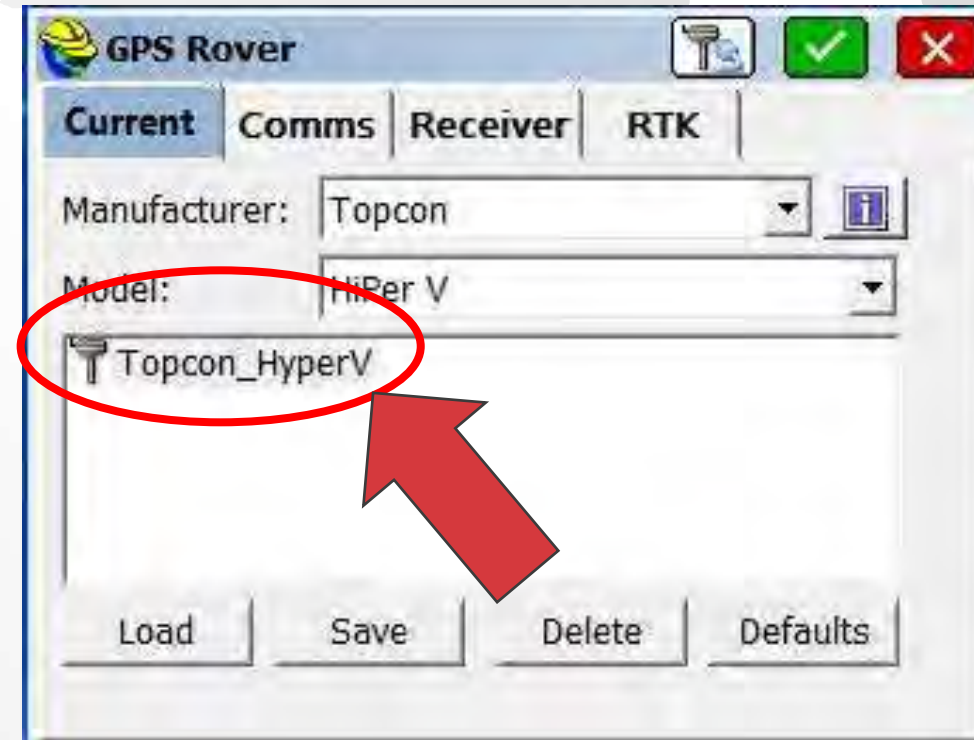 GPS Rover
Current Comms Receiver RTK
Manufacturer: Topcon
Model: HiPer V
Topcon_HyperV
Load Save Delete Defaults